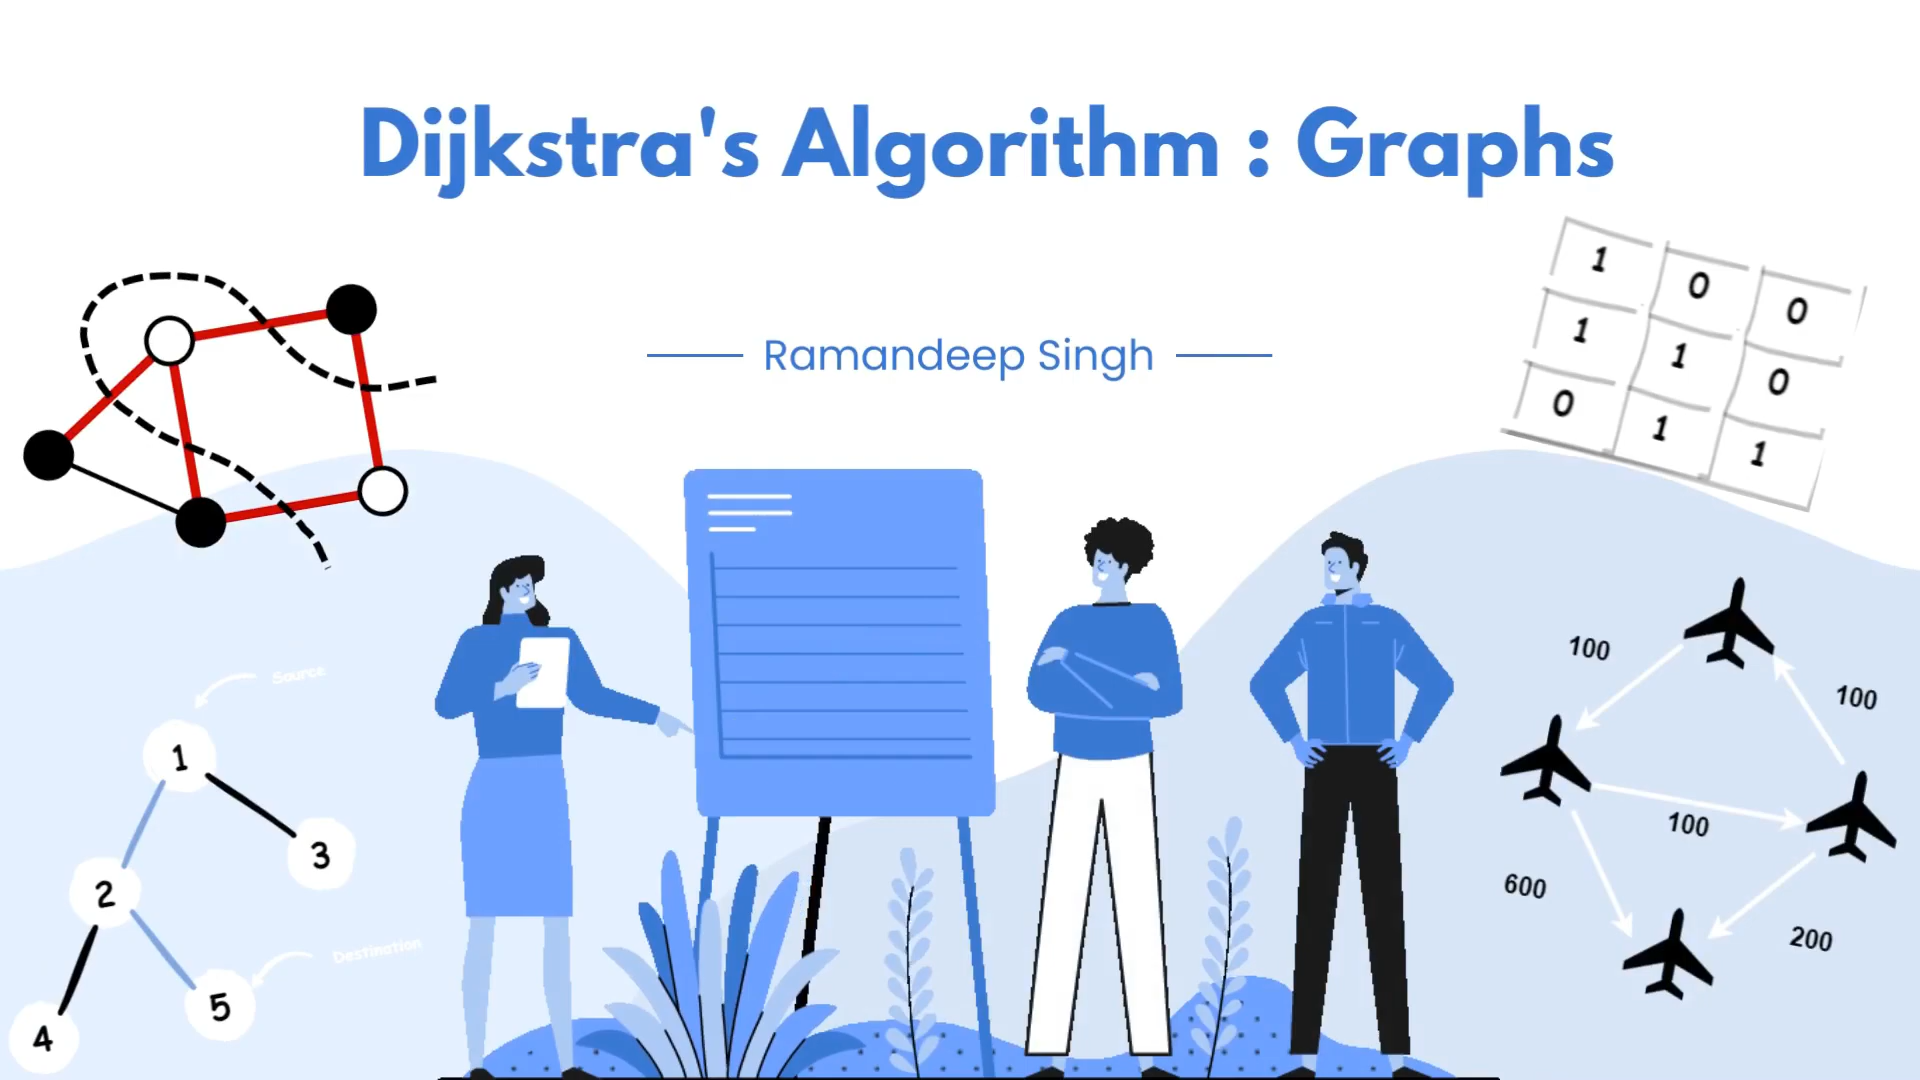 Dijkstra's Algorithm : Graphs
Ramandeep Singh
1 0 0
1 1 0
0 1 1
Source
1
3
2
Destination
5
4
100
100
100
600
200